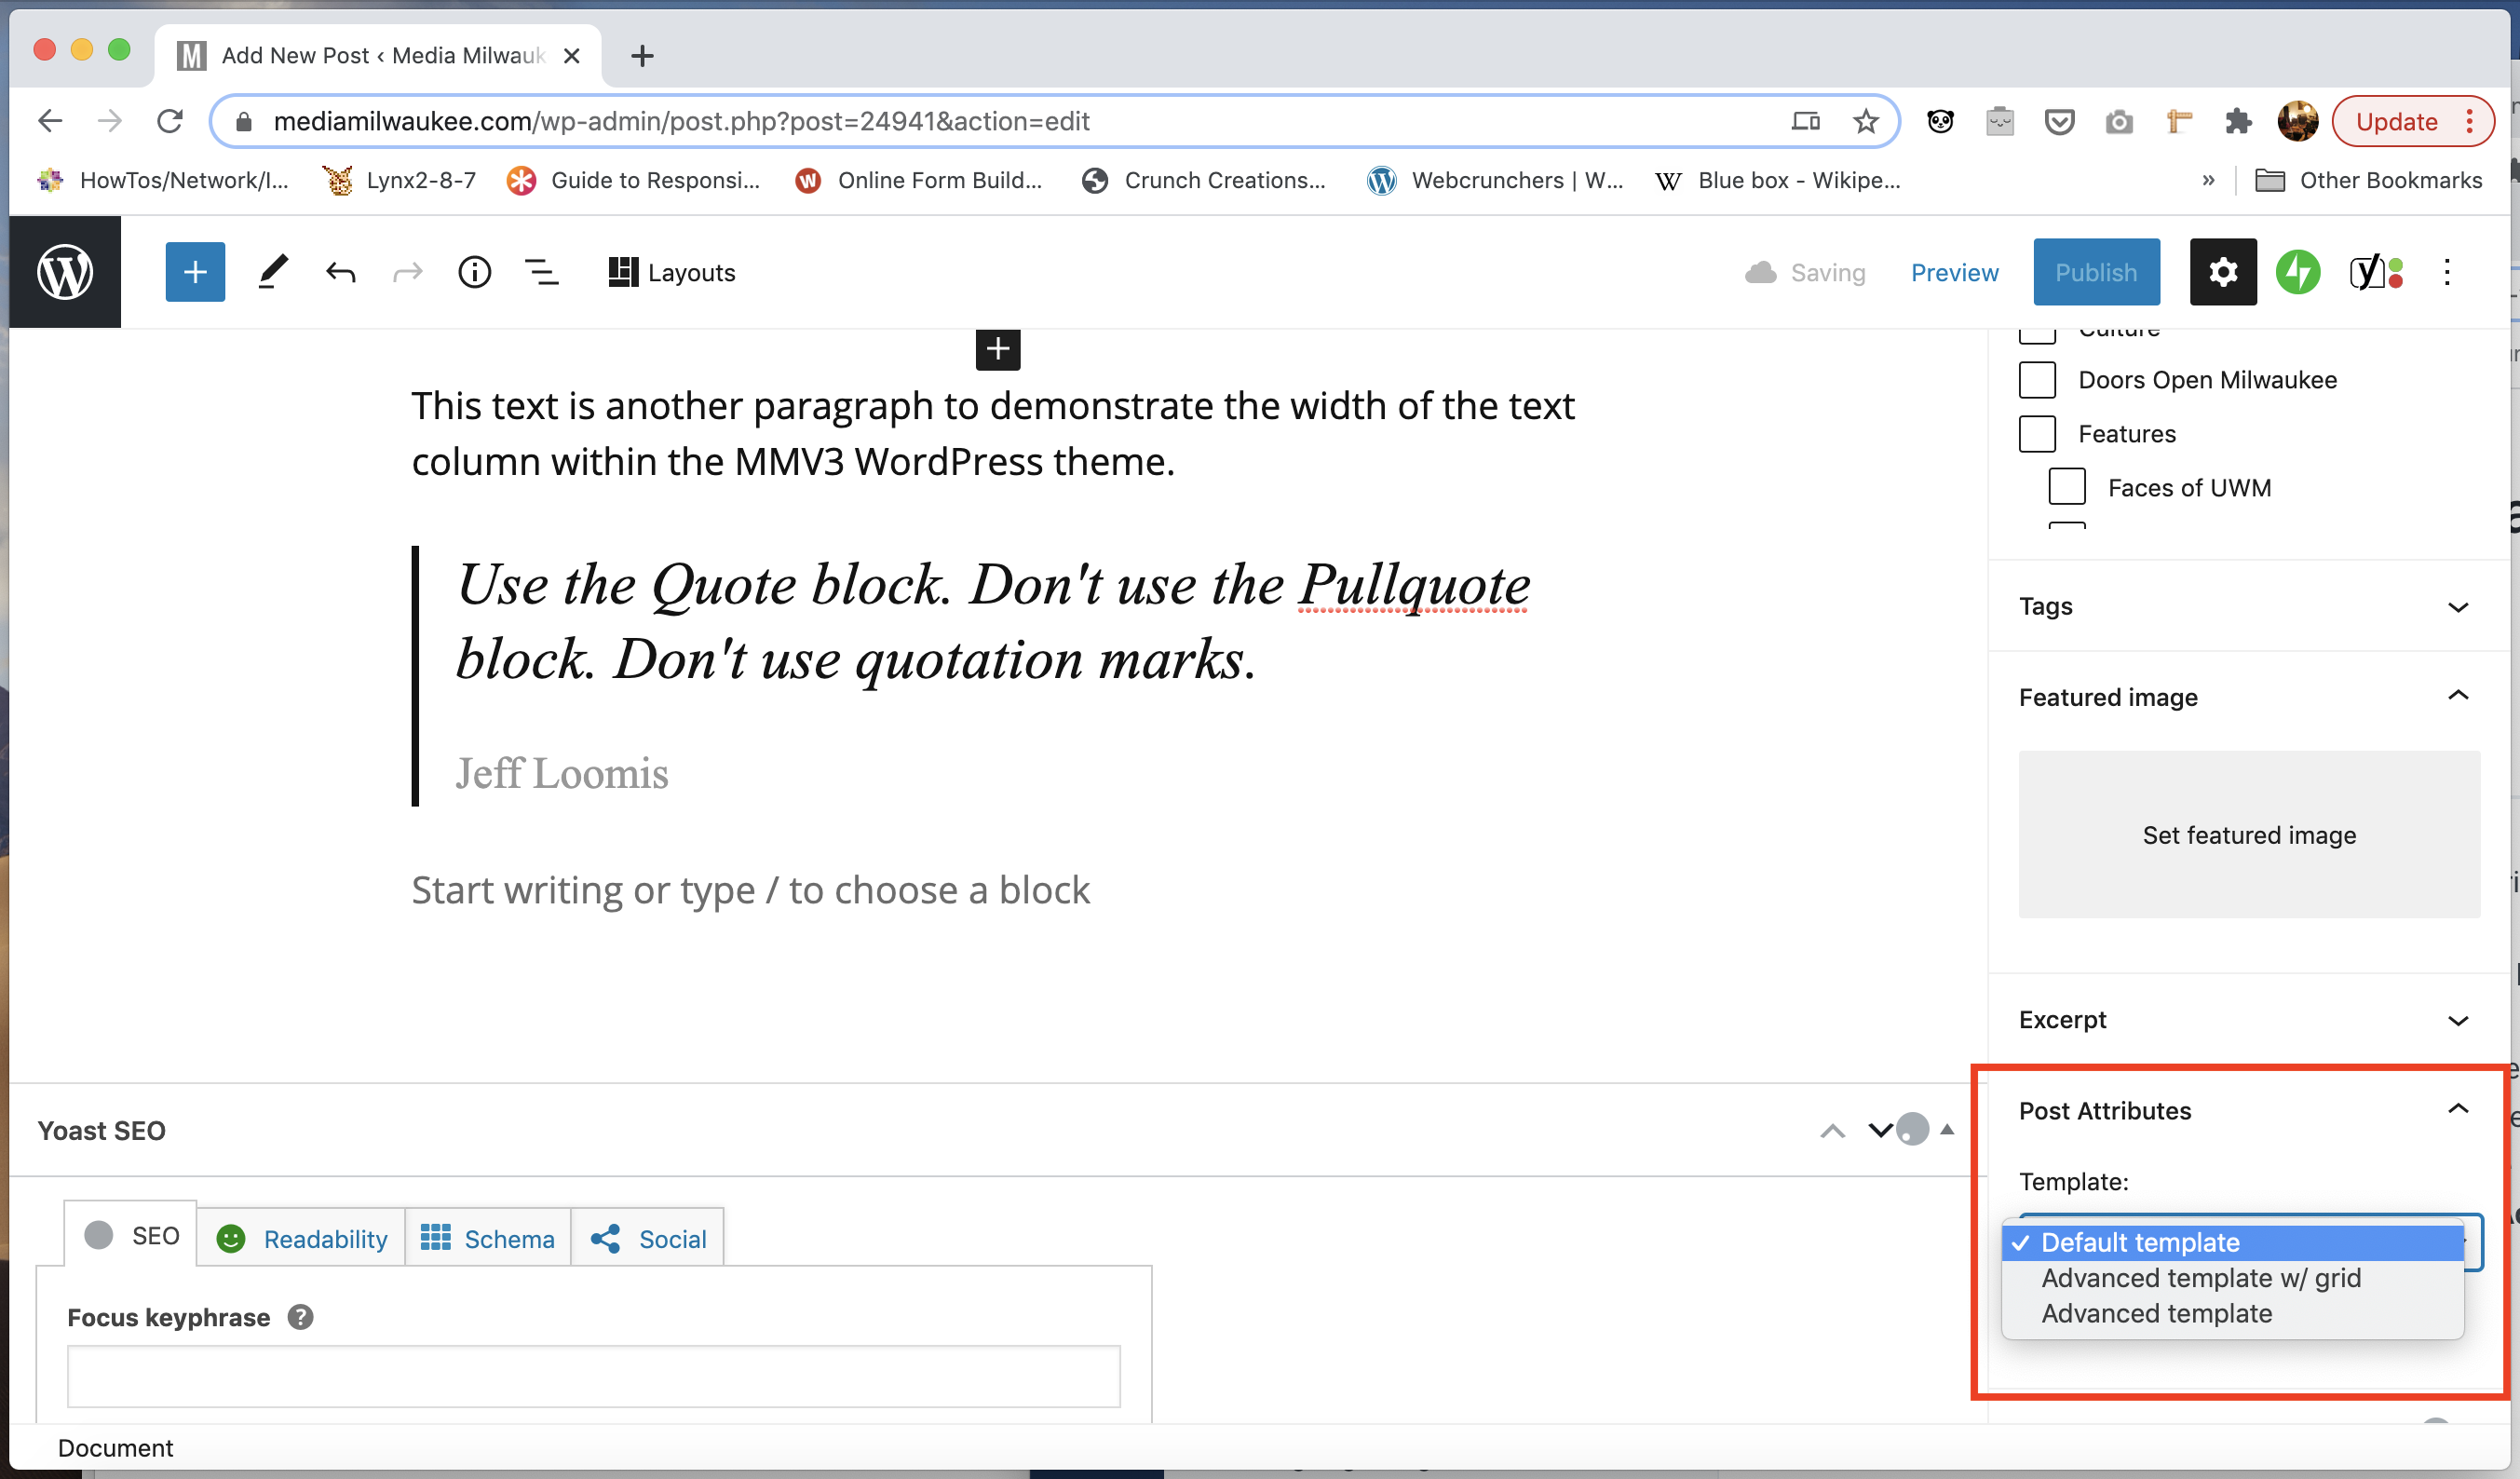 Add New Post ‹ Media Milwauk
mediamilwaukee.com/wp-admin/post.php?post=24941&action=edit
Update
HowTos/Network/I...
Lynx2-8-7
Guide to Responsi...
Online Form Build...
Crunch Creations...
Webcrunchers | W...
Blue box - Wikipe...
»
Other Bookmarks
Layouts
Saving
Preview
Publish
This text is another paragraph to demonstrate the width of the text
column within the MMV3 WordPress theme.
Use the Quote block. Don't use the Pullquote
block. Don't use quotation marks.
Jeff Loomis
Start writing or type / to choose a block
Culture
Doors Open Milwaukee
Features
Faces of UWM
Tags
Featured image
Set featured image
Excerpt
Post Attributes
Template:
Default template
Advanced template w/ grid
Advanced template
Yoast SEO
SEO
Readability
Schema
Social
Focus keyphrase
Document